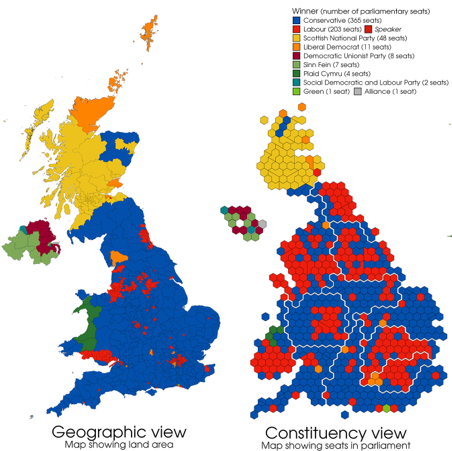 Winner (number of parliamentary seats)
Conservative (365 seats)
Labour (203 seats) Speaker
Scottish National Party (48 seats)
Liberal Democrat (11 seats)
Democratic Unionist Party (8 seats)
Sinn Fein (7 seats)
Plaid Cymru (4 seats)
Social Democratic and Labour Party (2 seats)
Green (1 seat) Alliance (1 seat)
Geographic view
Map showing land area
Constituency view
Map showing seats in parliament